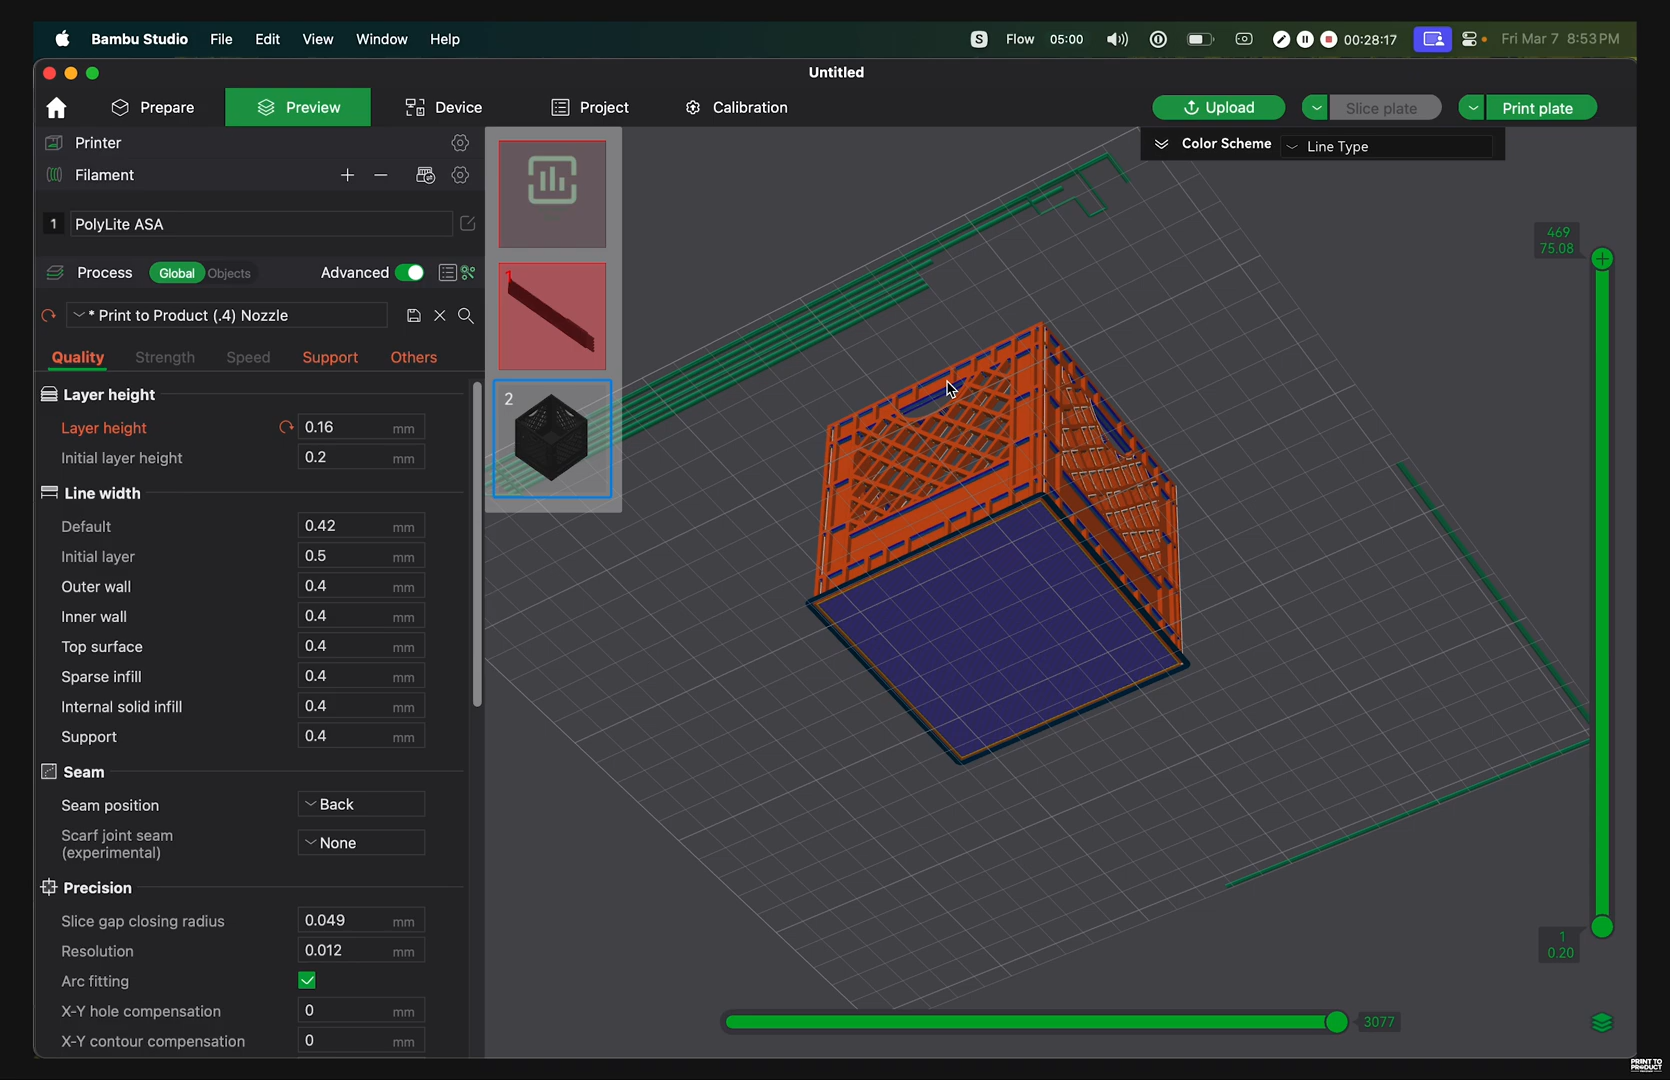 Bambu Studio File Edit View Window Help
S Flow 05:00 00:28:17 Fri Mar 7 8:53 PM
Untitled
Prepare Preview Device Project Calibration Upload Slice plate Print plate
Printer
Color Scheme Line Type
Filament
1 PolyLite ASA
Process Global Objects Advanced
* Print to Product (.4) Nozzle
Quality Strength Speed Support Others
Layer height
Layer height 0.16 mm
Initial layer height 0.2 mm
Line width
Default 0.42 mm
Initial layer 0.5 mm
Outer wall 0.4 mm
Inner wall 0.4 mm
Top surface 0.4 mm
Sparse infill 0.4 mm
Internal solid infill 0.4 mm
Support 0.4 mm
Seam
Seam position Back
Scarf joint seam
(experimental) None
Precision
Slice gap closing radius 0.049 mm
Resolution 0.012 mm
Arc fitting
X-Y hole compensation 0 mm
X-Y contour compensation 0 mm
1
2
469
75.08
1
0.20
3077
PRINT TO
PRODUCT